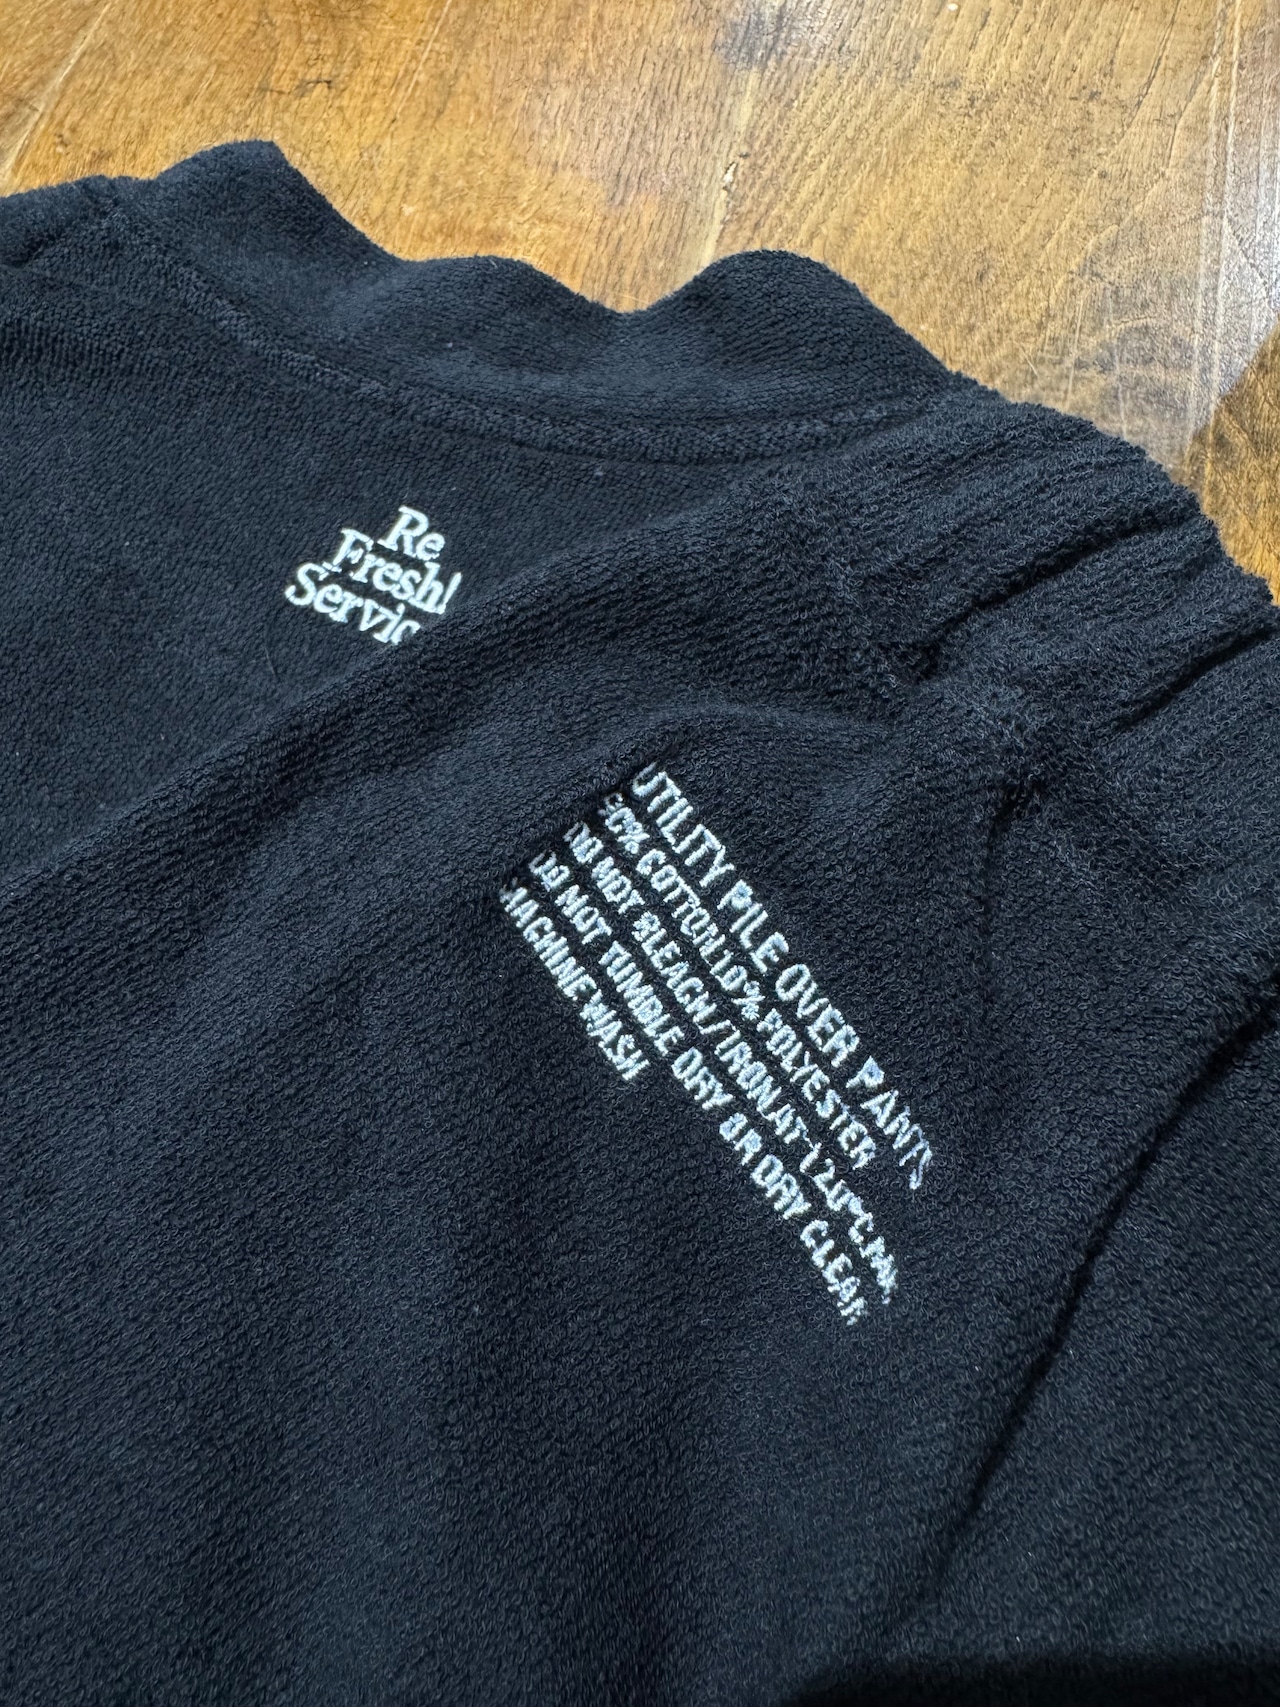 Re.
Fresh!
Servic
UTILITY PILE OVER PANTS
90% COTTON 10% POLYESTER
DO NOT BLEACH/IRON AT 120°C MAX.
DO NOT TUMBLE DRY OR DRY CLEAN
MACHINE WASH